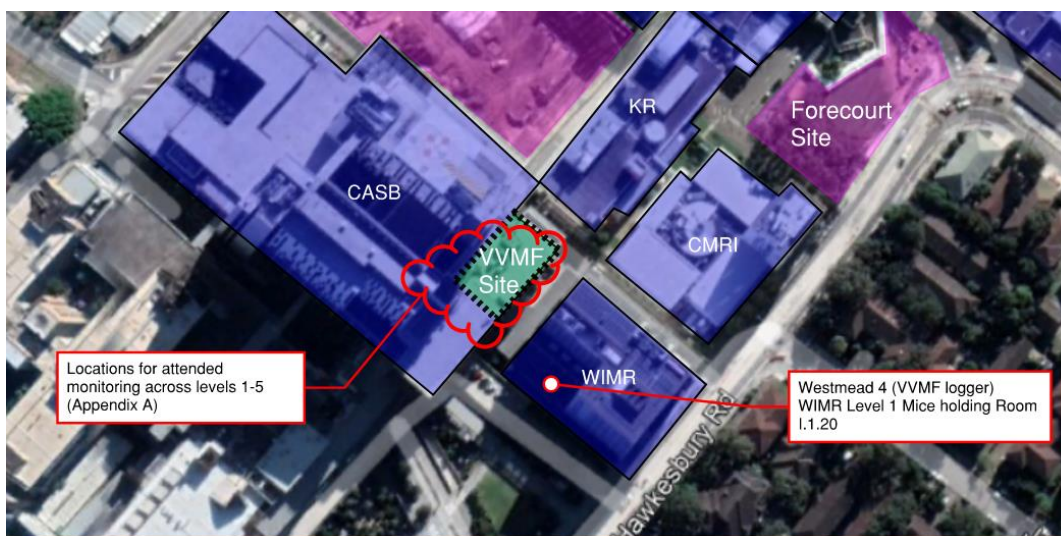 KR
Forecourt
Site
CASB
CMRI
VVMF
Site
Locations for attended
monitoring across levels 1-5
(Appendix A)
WIMR
Westmead 4 (VVMF logger)
WIMR Level 1 Mice holding Room
I.1.20
Hawkesbury Rd